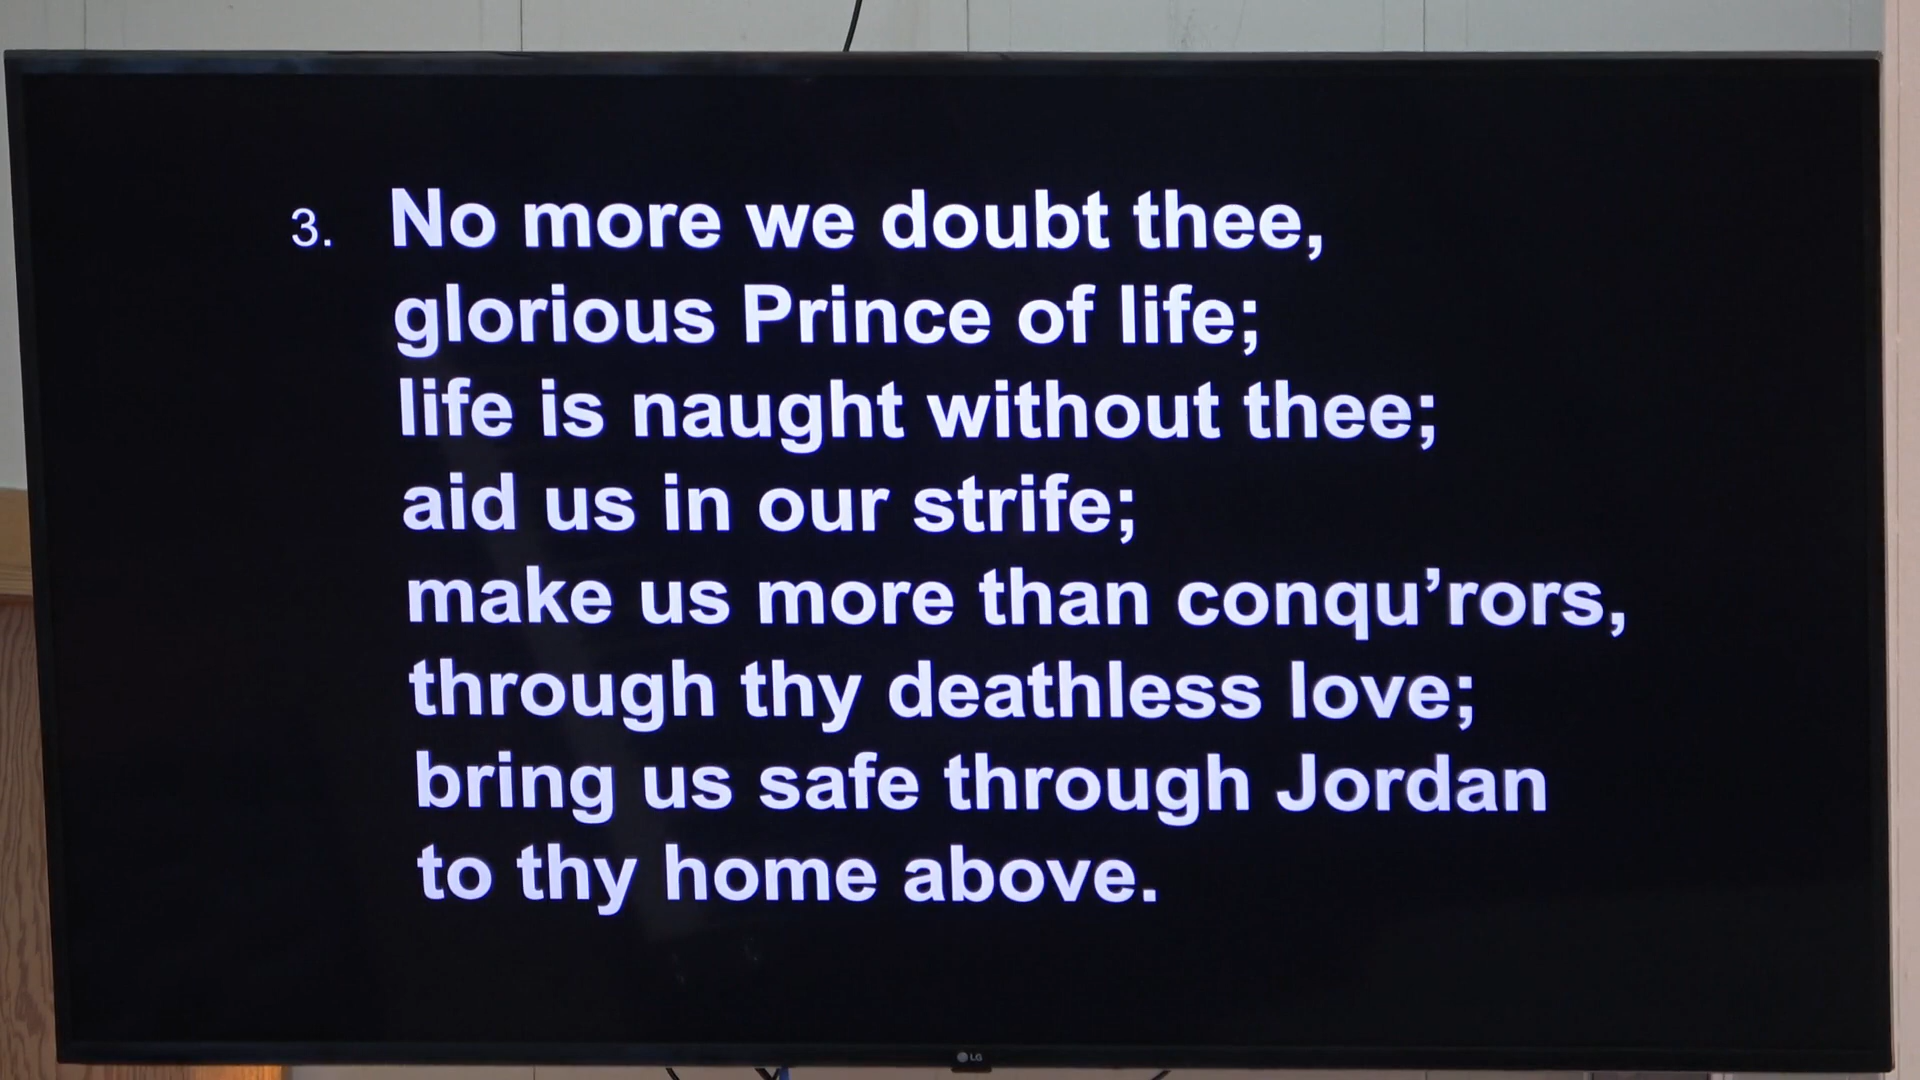 3. No more we doubt thee,
glorious Prince of life;
life is naught without thee;
aid us in our strife;
make us more than conqu’rors,
through thy deathless love;
bring us safe through Jordan
to thy home above.
LG